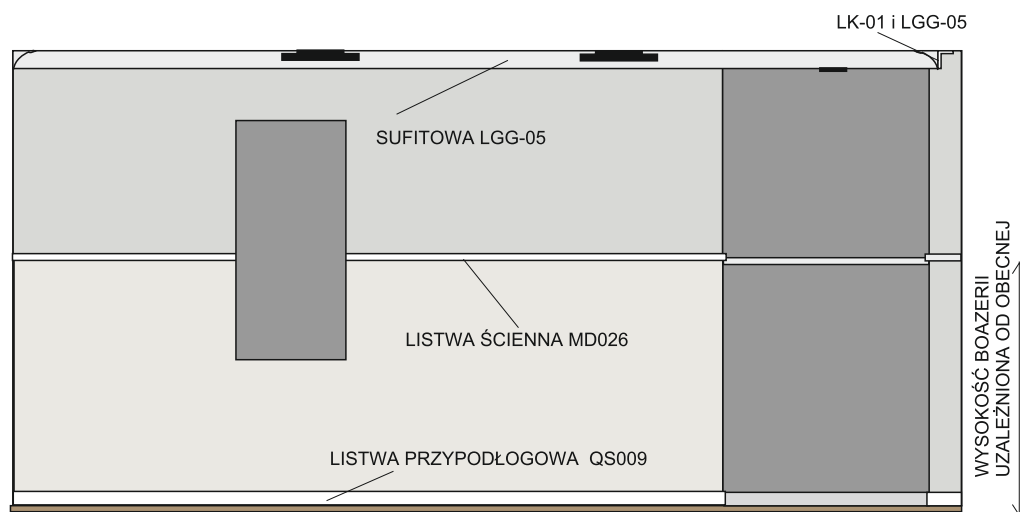 LK-01 i LGG-05
SUFITOWA LGG-05
LISTWA ŚCIENNA MD026
LISTWA PRZYPODŁOGOWA QS009
WYSOKOŚĆ BOAZERII
UZALEŻNIONA OD OBECNEJ